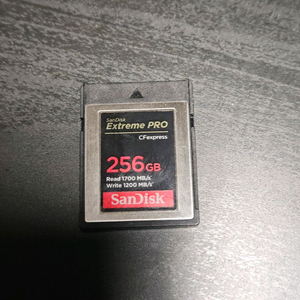 SanDisk
Extreme PRO
CFexpress
256GB
Read 1700 MB/s
Write 1200 MB/s
SanDisk